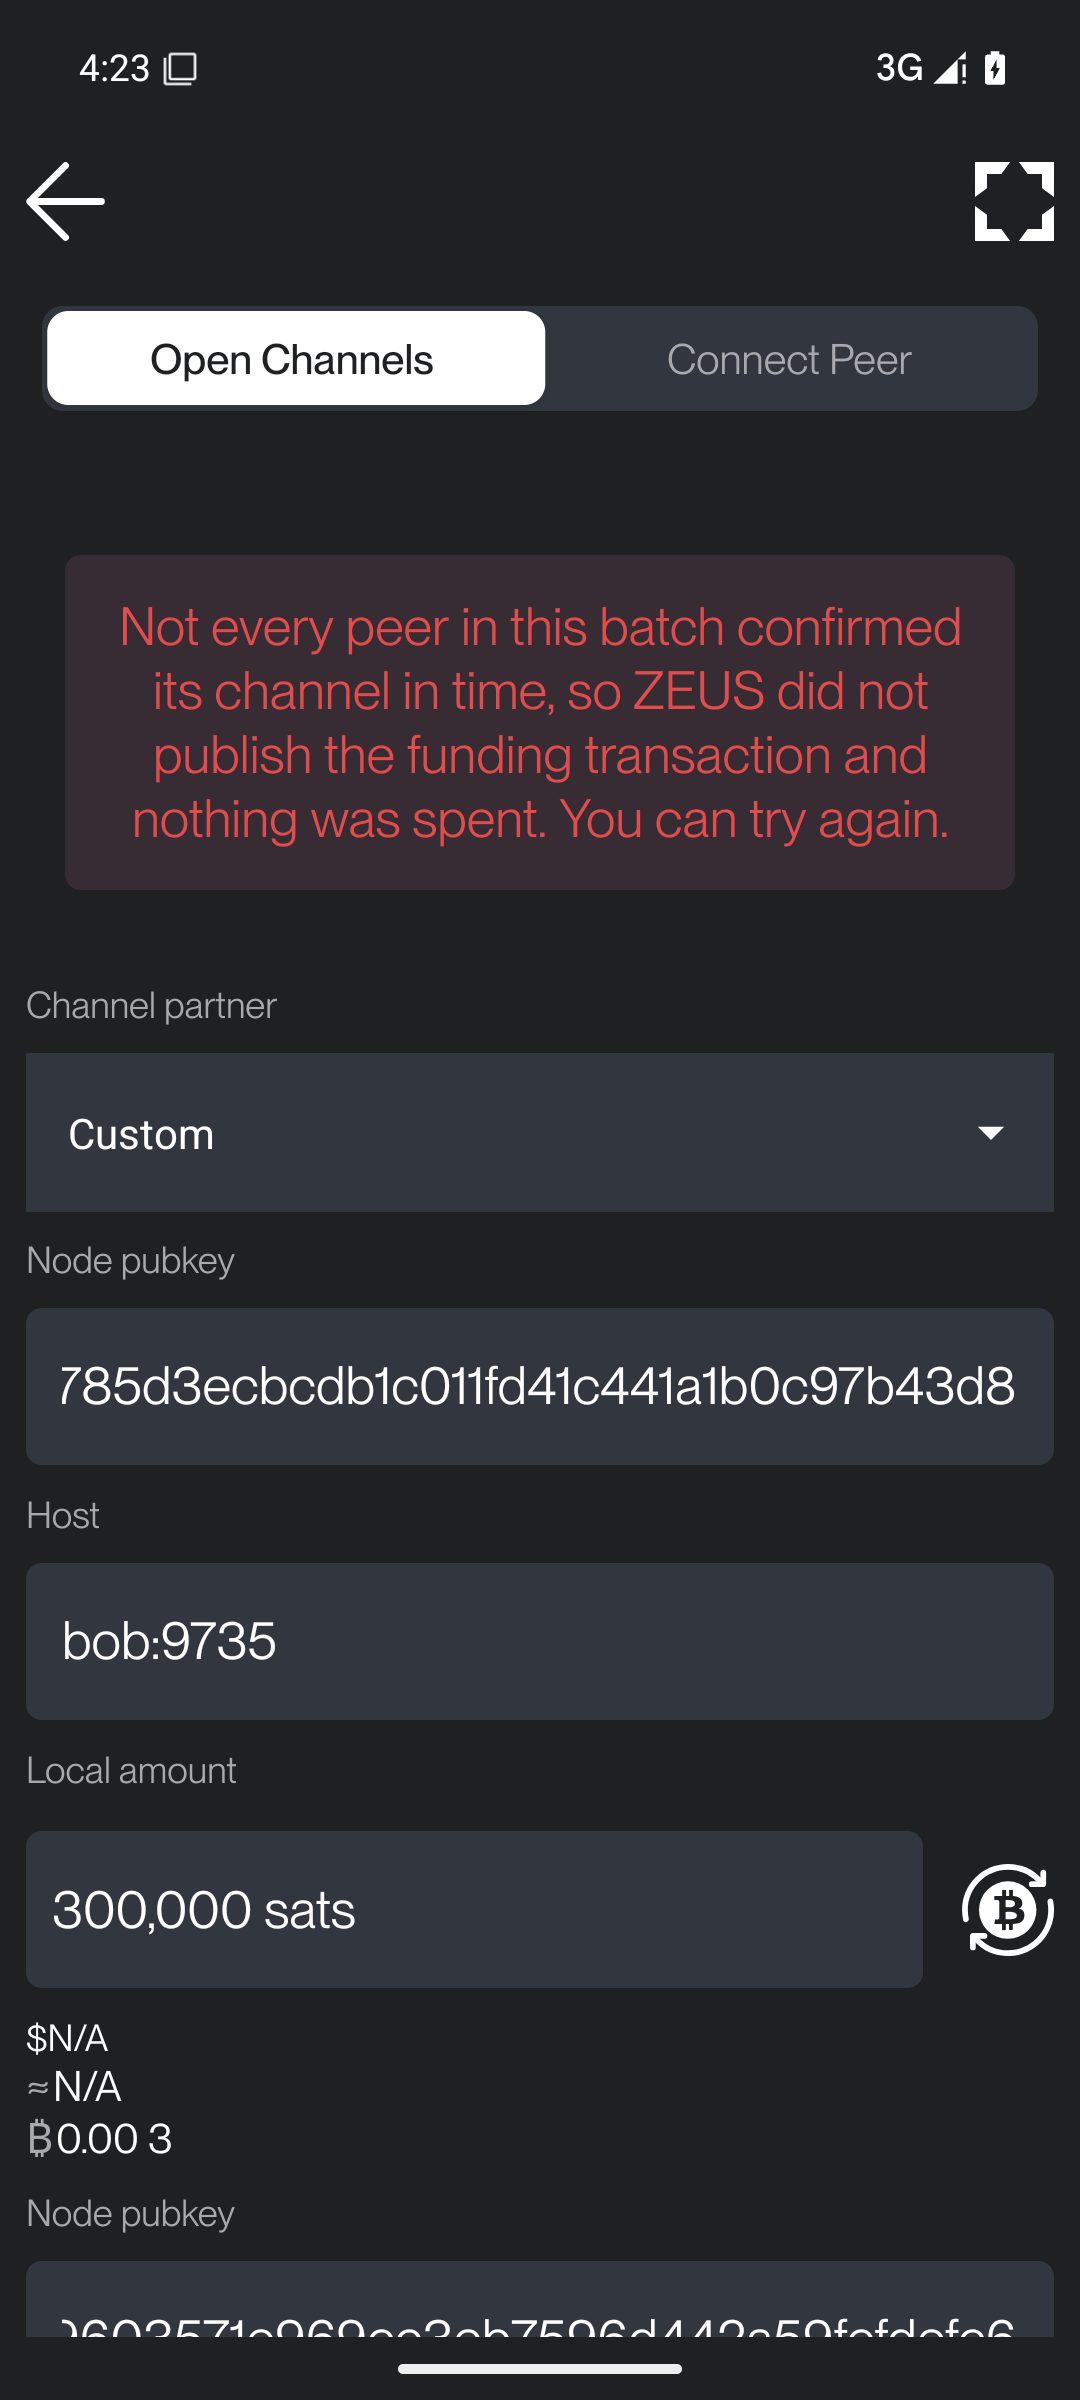 4:23
3G
Open Channels
Connect Peer
Not every peer in this batch confirmed
its channel in time, so ZEUS did not
publish the funding transaction and
nothing was spent. You can try again.
Channel partner
Custom
Node pubkey
785d3ecbcdb1c011fd41c441a1b0c97b43d8
Host
bob:9735
Local amount
300,000 sats
$N/A
≈N/A
₿0.00 3
Node pubkey